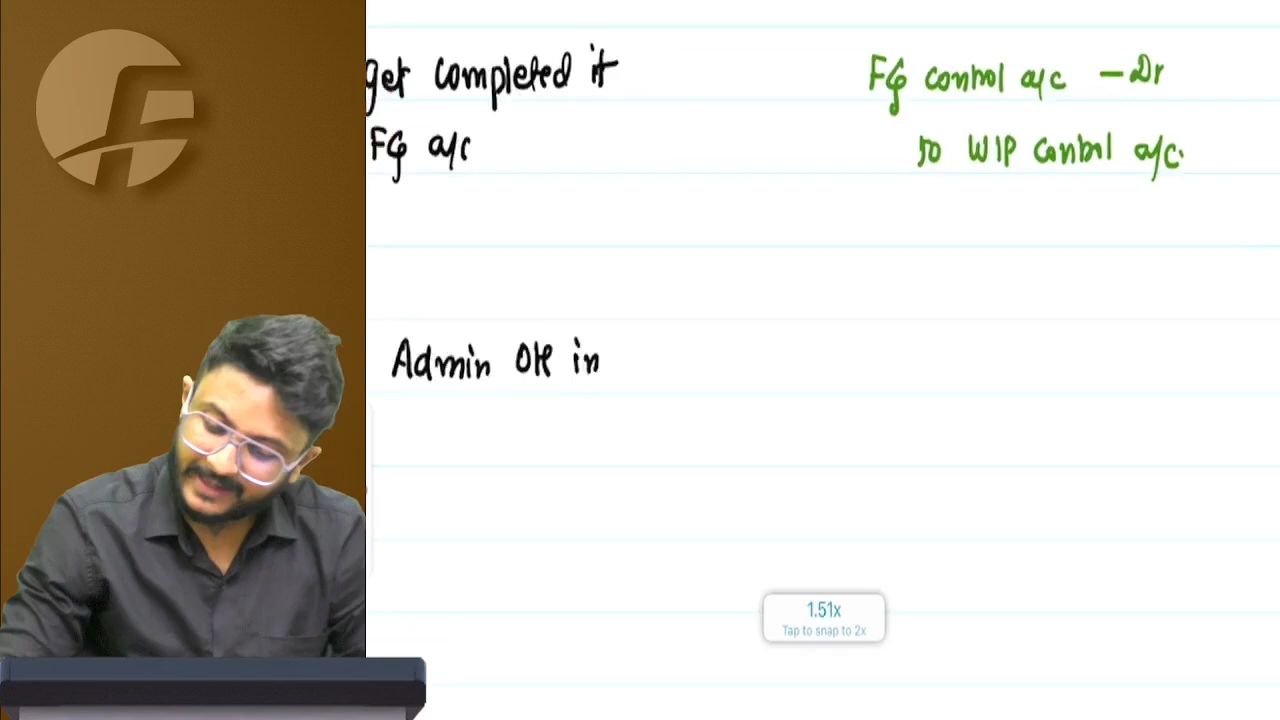 get completed it
FG a/c
FG control a/c - Dr
to WIP control a/c.
Admin OH in
1.51x
Tap to snap to 2x